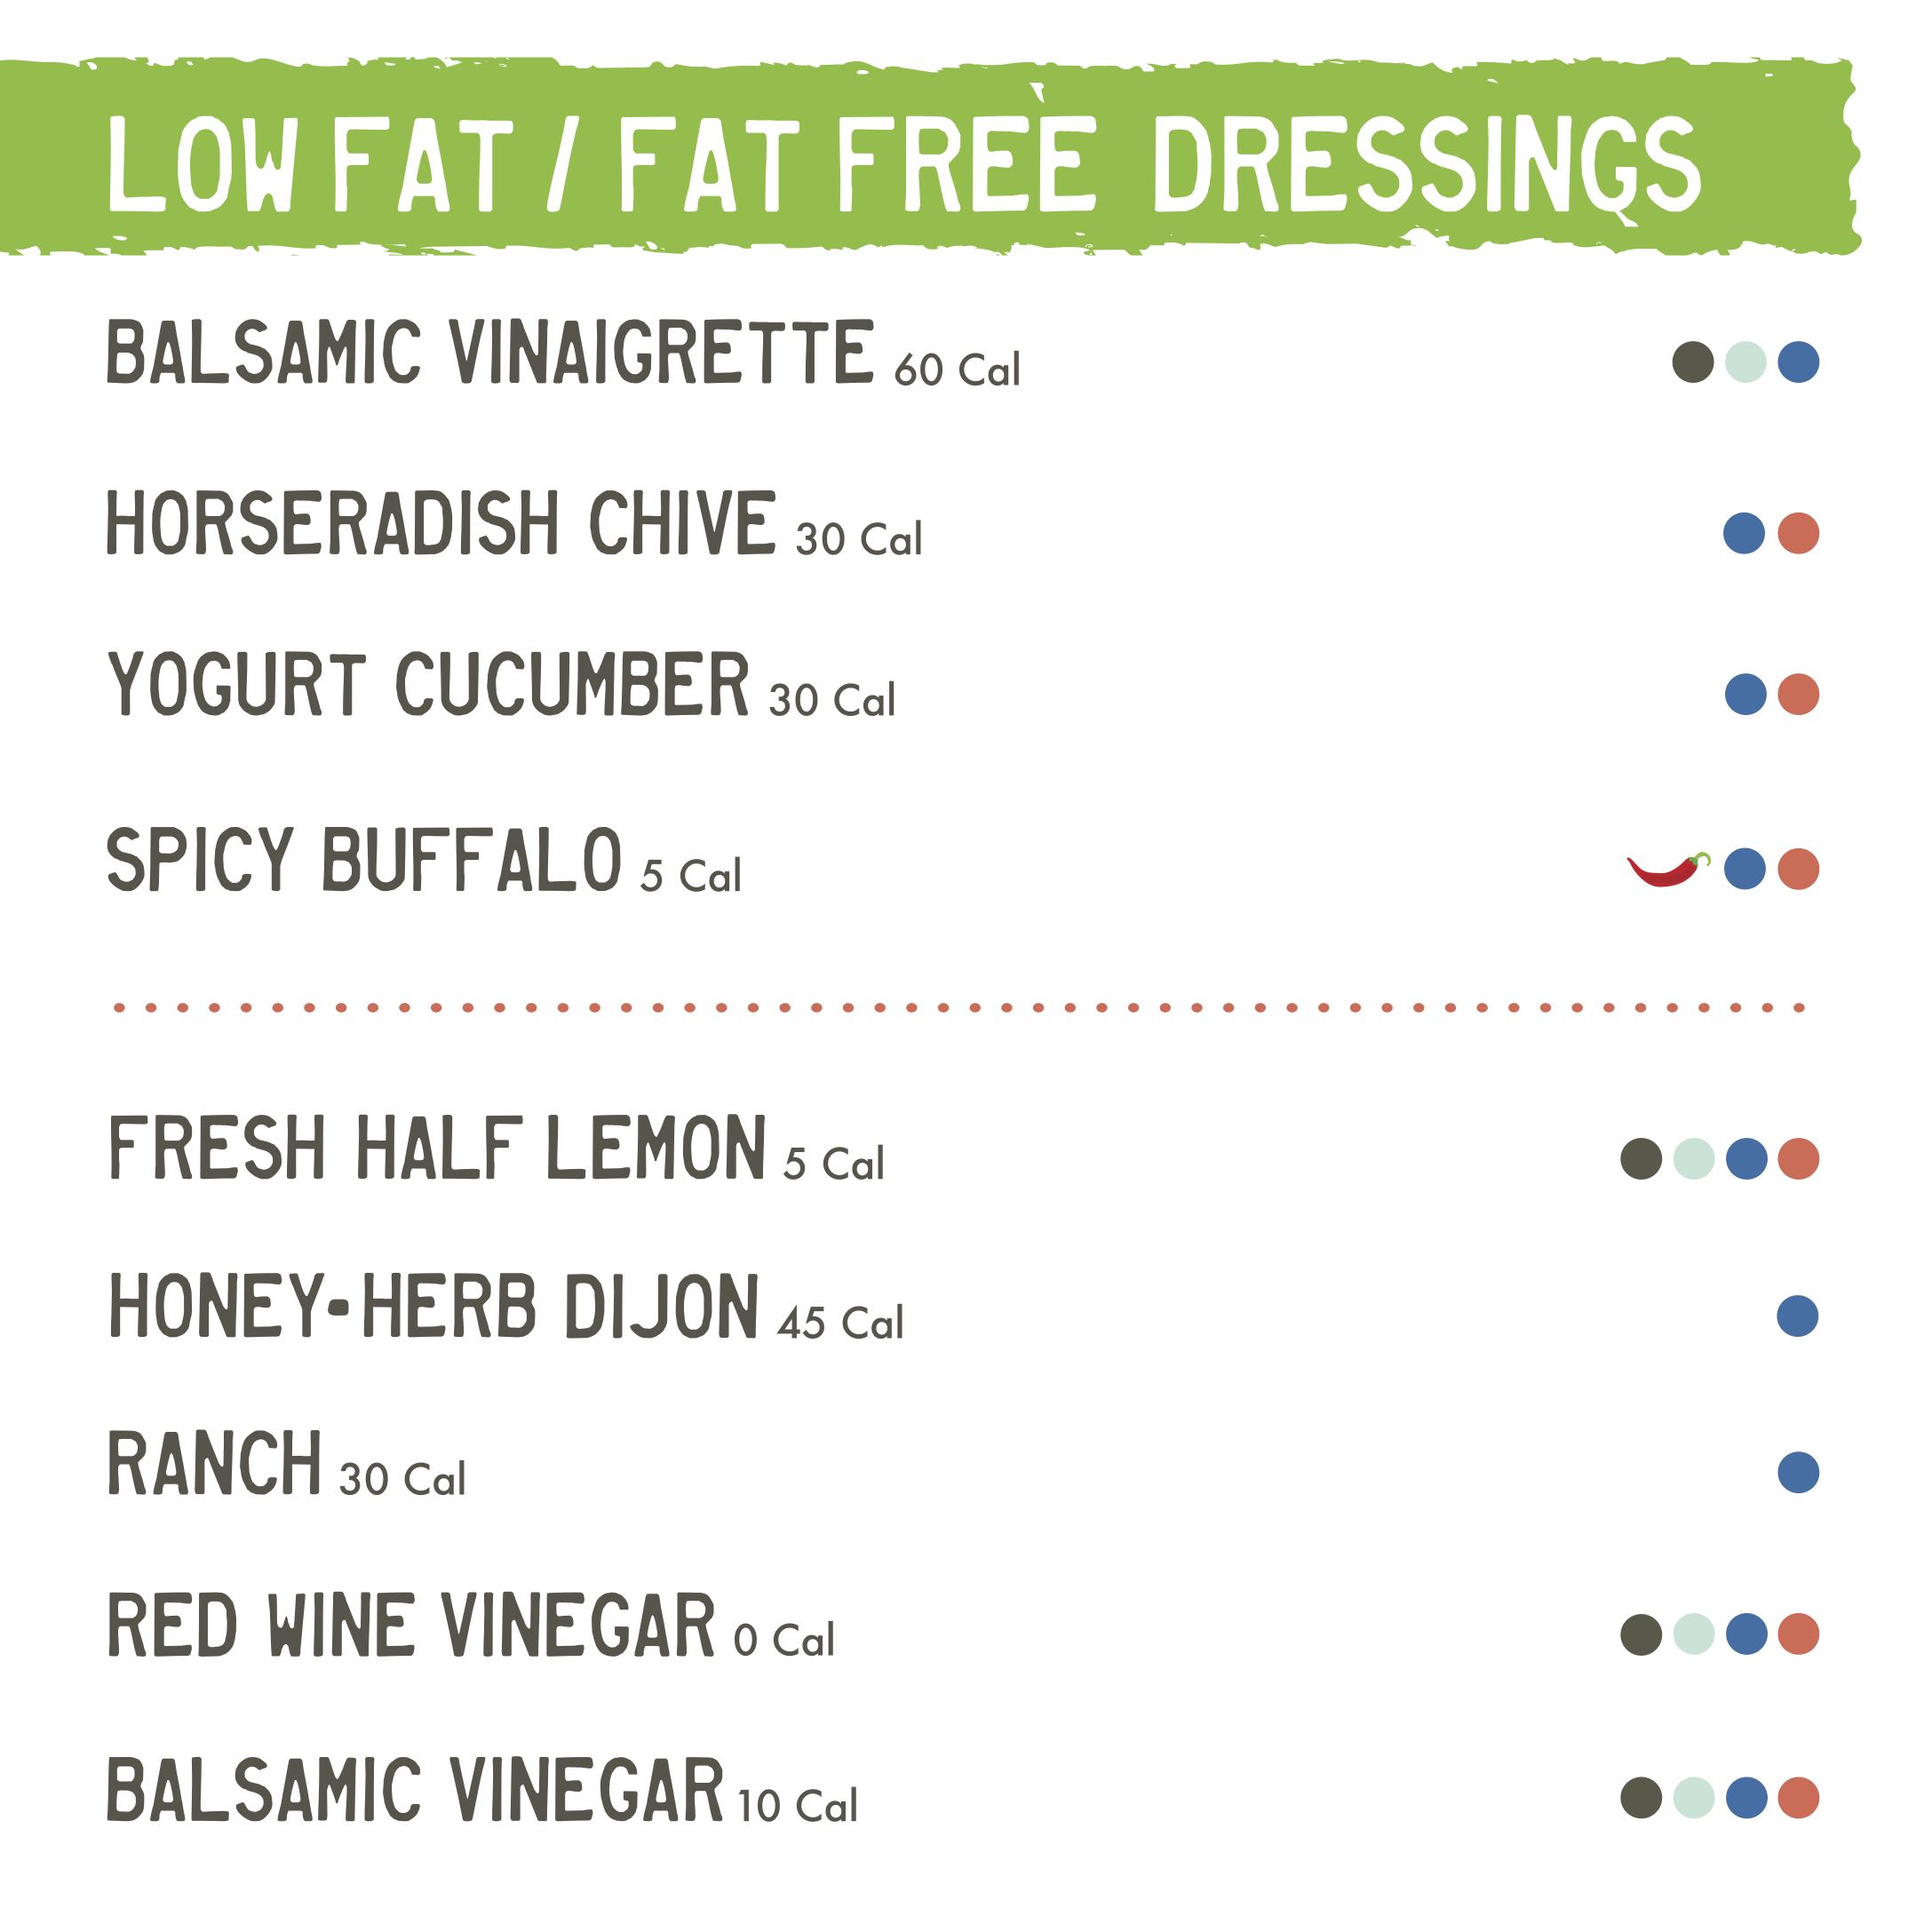 LOWFAT / FAT FREE DRESSINGS
BALSAMIC VINAIGRETTE 60 Cal
HORSERADISH CHIVE 30 Cal
YOGURT CUCUMBER 30 Cal
SPICY BUFFALO 5 Cal
FRESH HALF LEMON 5 Cal
HONEY-HERB DIJON 45 Cal
RANCH 30 Cal
RED WINE VINEGAR 0 Cal
BALSAMIC VINEGAR 10 Cal